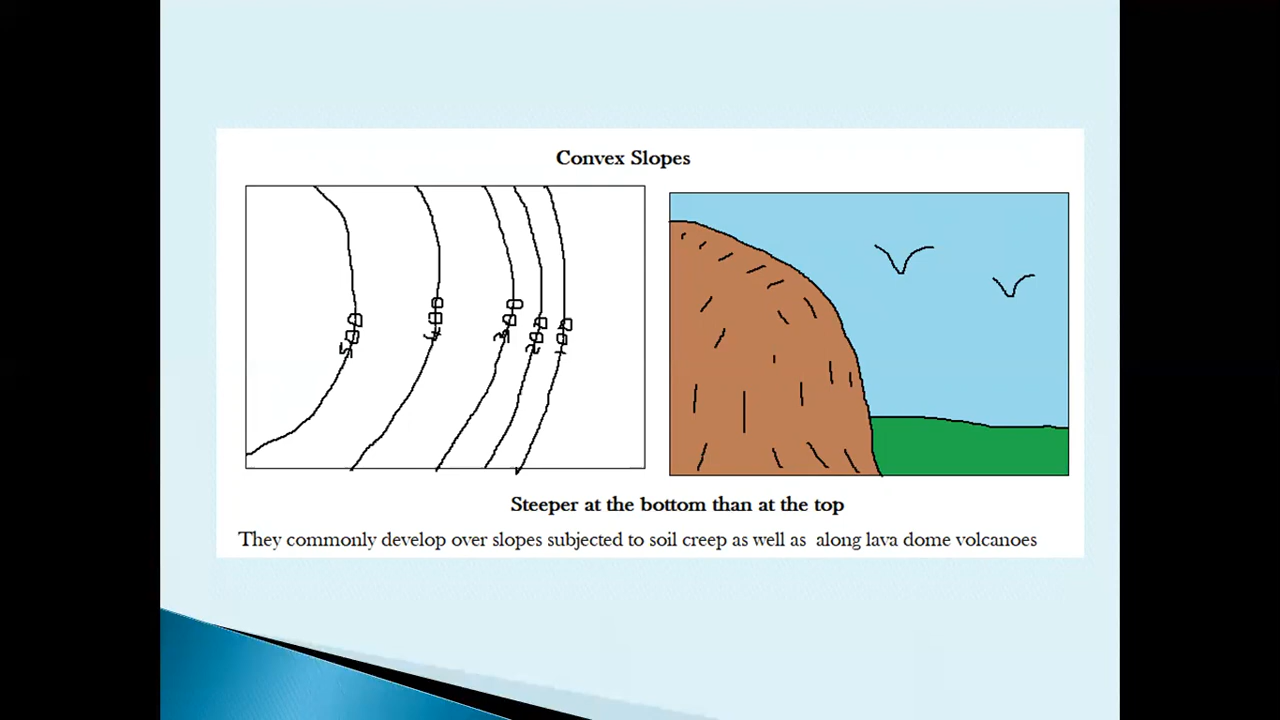 Convex Slopes
500
400
300
200
100
Steeper at the bottom than at the top
They commonly develop over slopes subjected to soil creep as well as along lava dome volcanoes